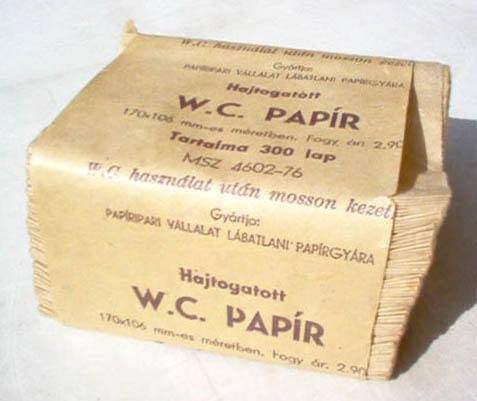 W.C. használat után mosson kezet
Gyártja:
PAPÍRIPARI VÁLLALAT LÁBATLANI PAPÍRGYÁRA
Hajtogatott
W.C. PAPÍR
170x106 mm-es méretben. Fogy. ár. 2,90
Tartalma 300 lap
MSZ 4602-76
W.C. használat után mosson kezet.
Gyártja:
PAPÍRIPARI VÁLLALAT LÁBATLANI PAPÍRGYÁRA
Hajtogatott
W.C. PAPÍR
170x106 mm-es méretben. Fogy. ár. 2,90